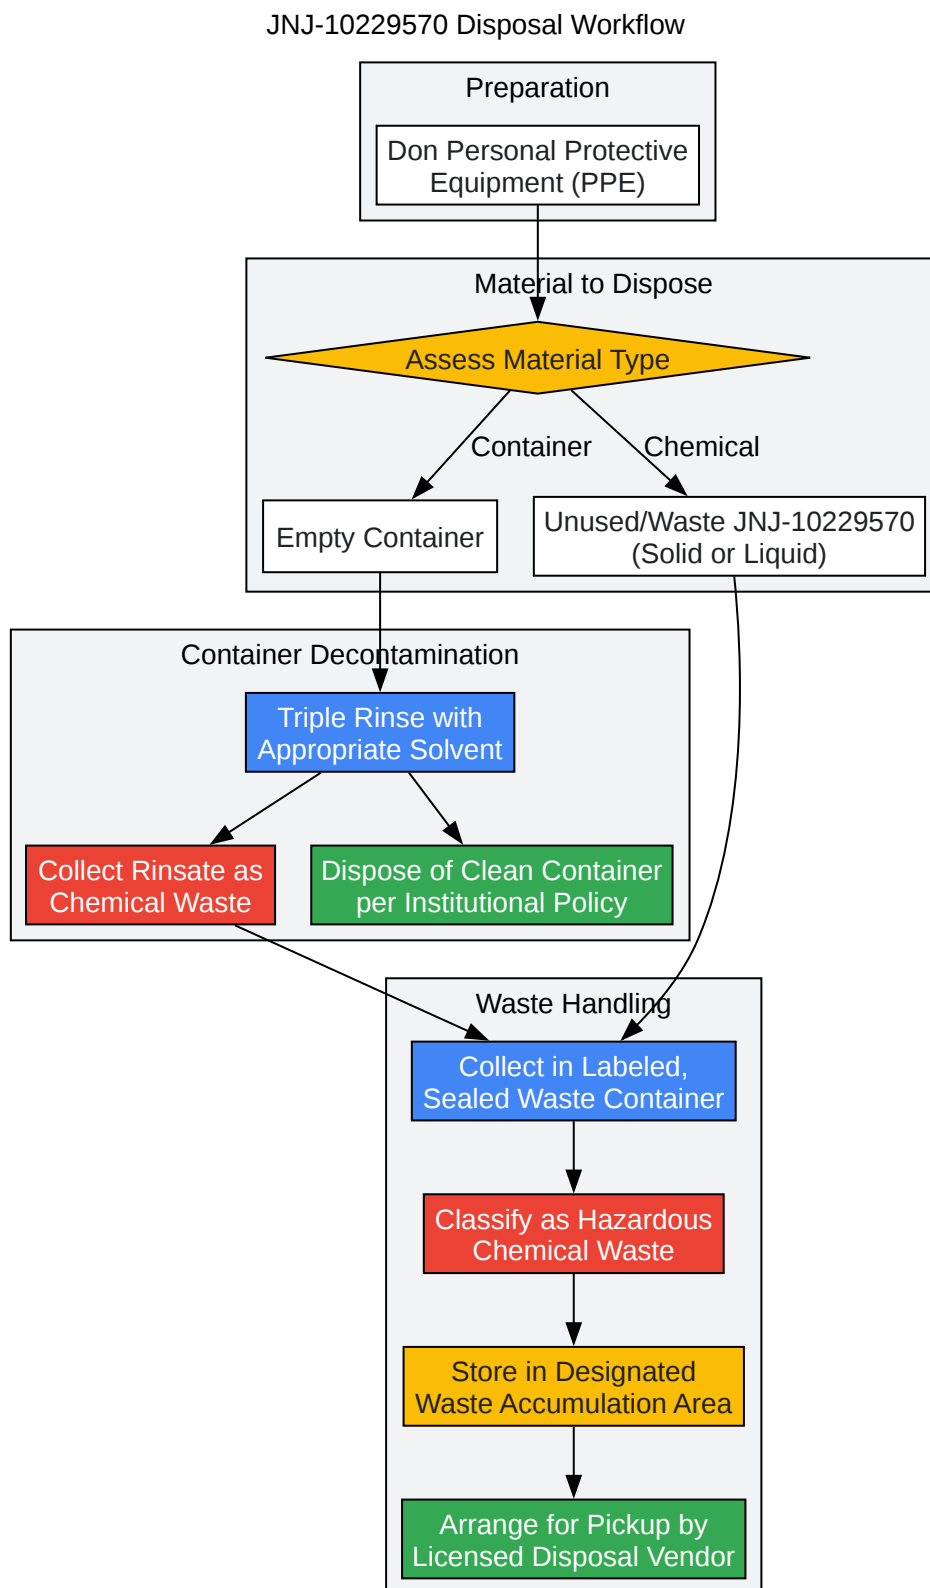 JNJ-10229570 Disposal Workflow
Preparation
Don Personal Protective
Equipment (PPE)
Material to Dispose
Assess Material Type
Container
Chemical
Empty Container
Unused/Waste JNJ-10229570
(Solid or Liquid)
Container Decontamination
Triple Rinse with
Appropriate Solvent
Collect Rinsate as
Chemical Waste
Dispose of Clean Container
per Institutional Policy
Waste Handling
Collect in Labeled,
Sealed Waste Container
Classify as Hazardous
Chemical Waste
Store in Designated
Waste Accumulation Area
Arrange for Pickup by
Licensed Disposal Vendor